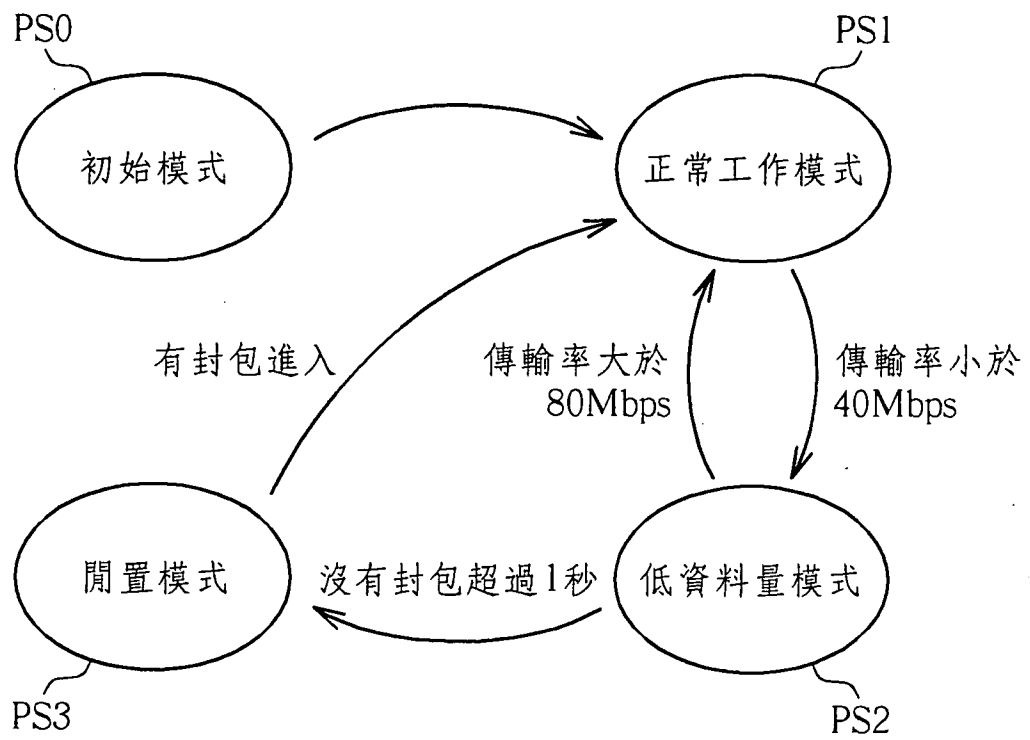 PS0
PS1
初始模式
正常工作模式
有封包進入
傳輸率大於
80Mbps
傳輸率小於
40Mbps
閒置模式
沒有封包超過1秒
低資料量模式
PS3
PS2